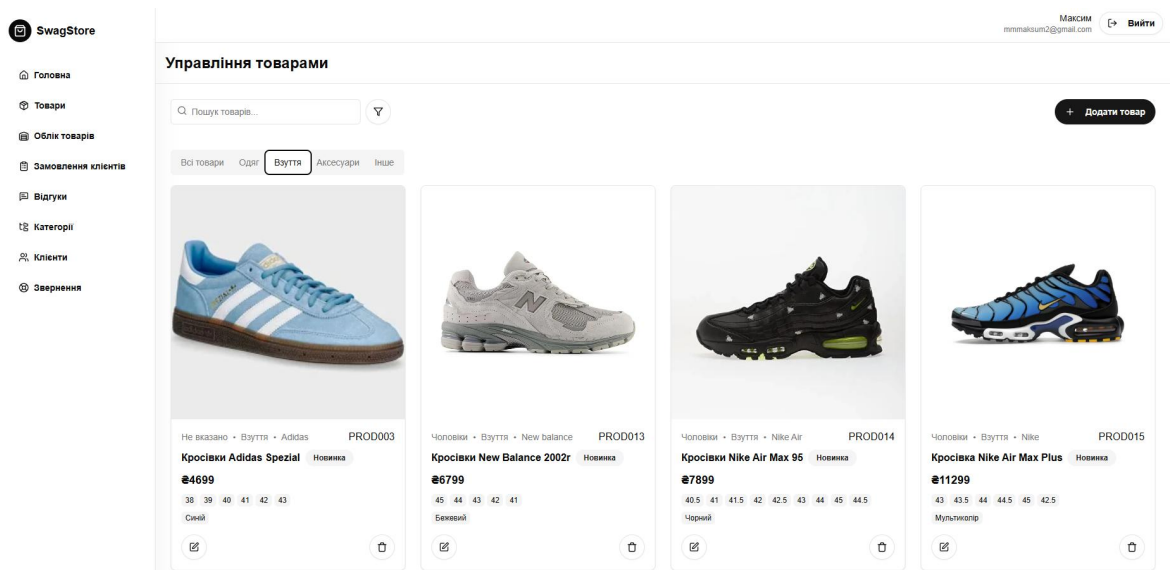 SwagStore
Максим
mmmaksum2@gmail.com
Вийти
Головна
Товари
Облік товарів
Замовлення клієнтів
Відгуки
Категорії
Клієнти
Звернення
Управління товарами
Пошук товарів...
+ Додати товар
Всі товари Одяг Взуття Аксесуари Інше
Не вказано • Взуття • Adidas PROD003
Кросівки Adidas Spezial Новинка
₴4699
38 39 40 41 42 43
Синій
Чоловіки • Взуття • New balance PROD013
Кросівки New Balance 2002r Новинка
₴6799
45 44 43 42 41
Бежевий
Чоловіки • Взуття • Nike Air PROD014
Кросівки Nike Air Max 95 Новинка
₴7899
40.5 41 41.5 42 42.5 43 44 45 44.5
Чорний
Чоловіки • Взуття • Nike PROD015
Кросівка Nike Air Max Plus Новинка
₴11299
43 43.5 44 44.5 45 42.5
Мультиколір